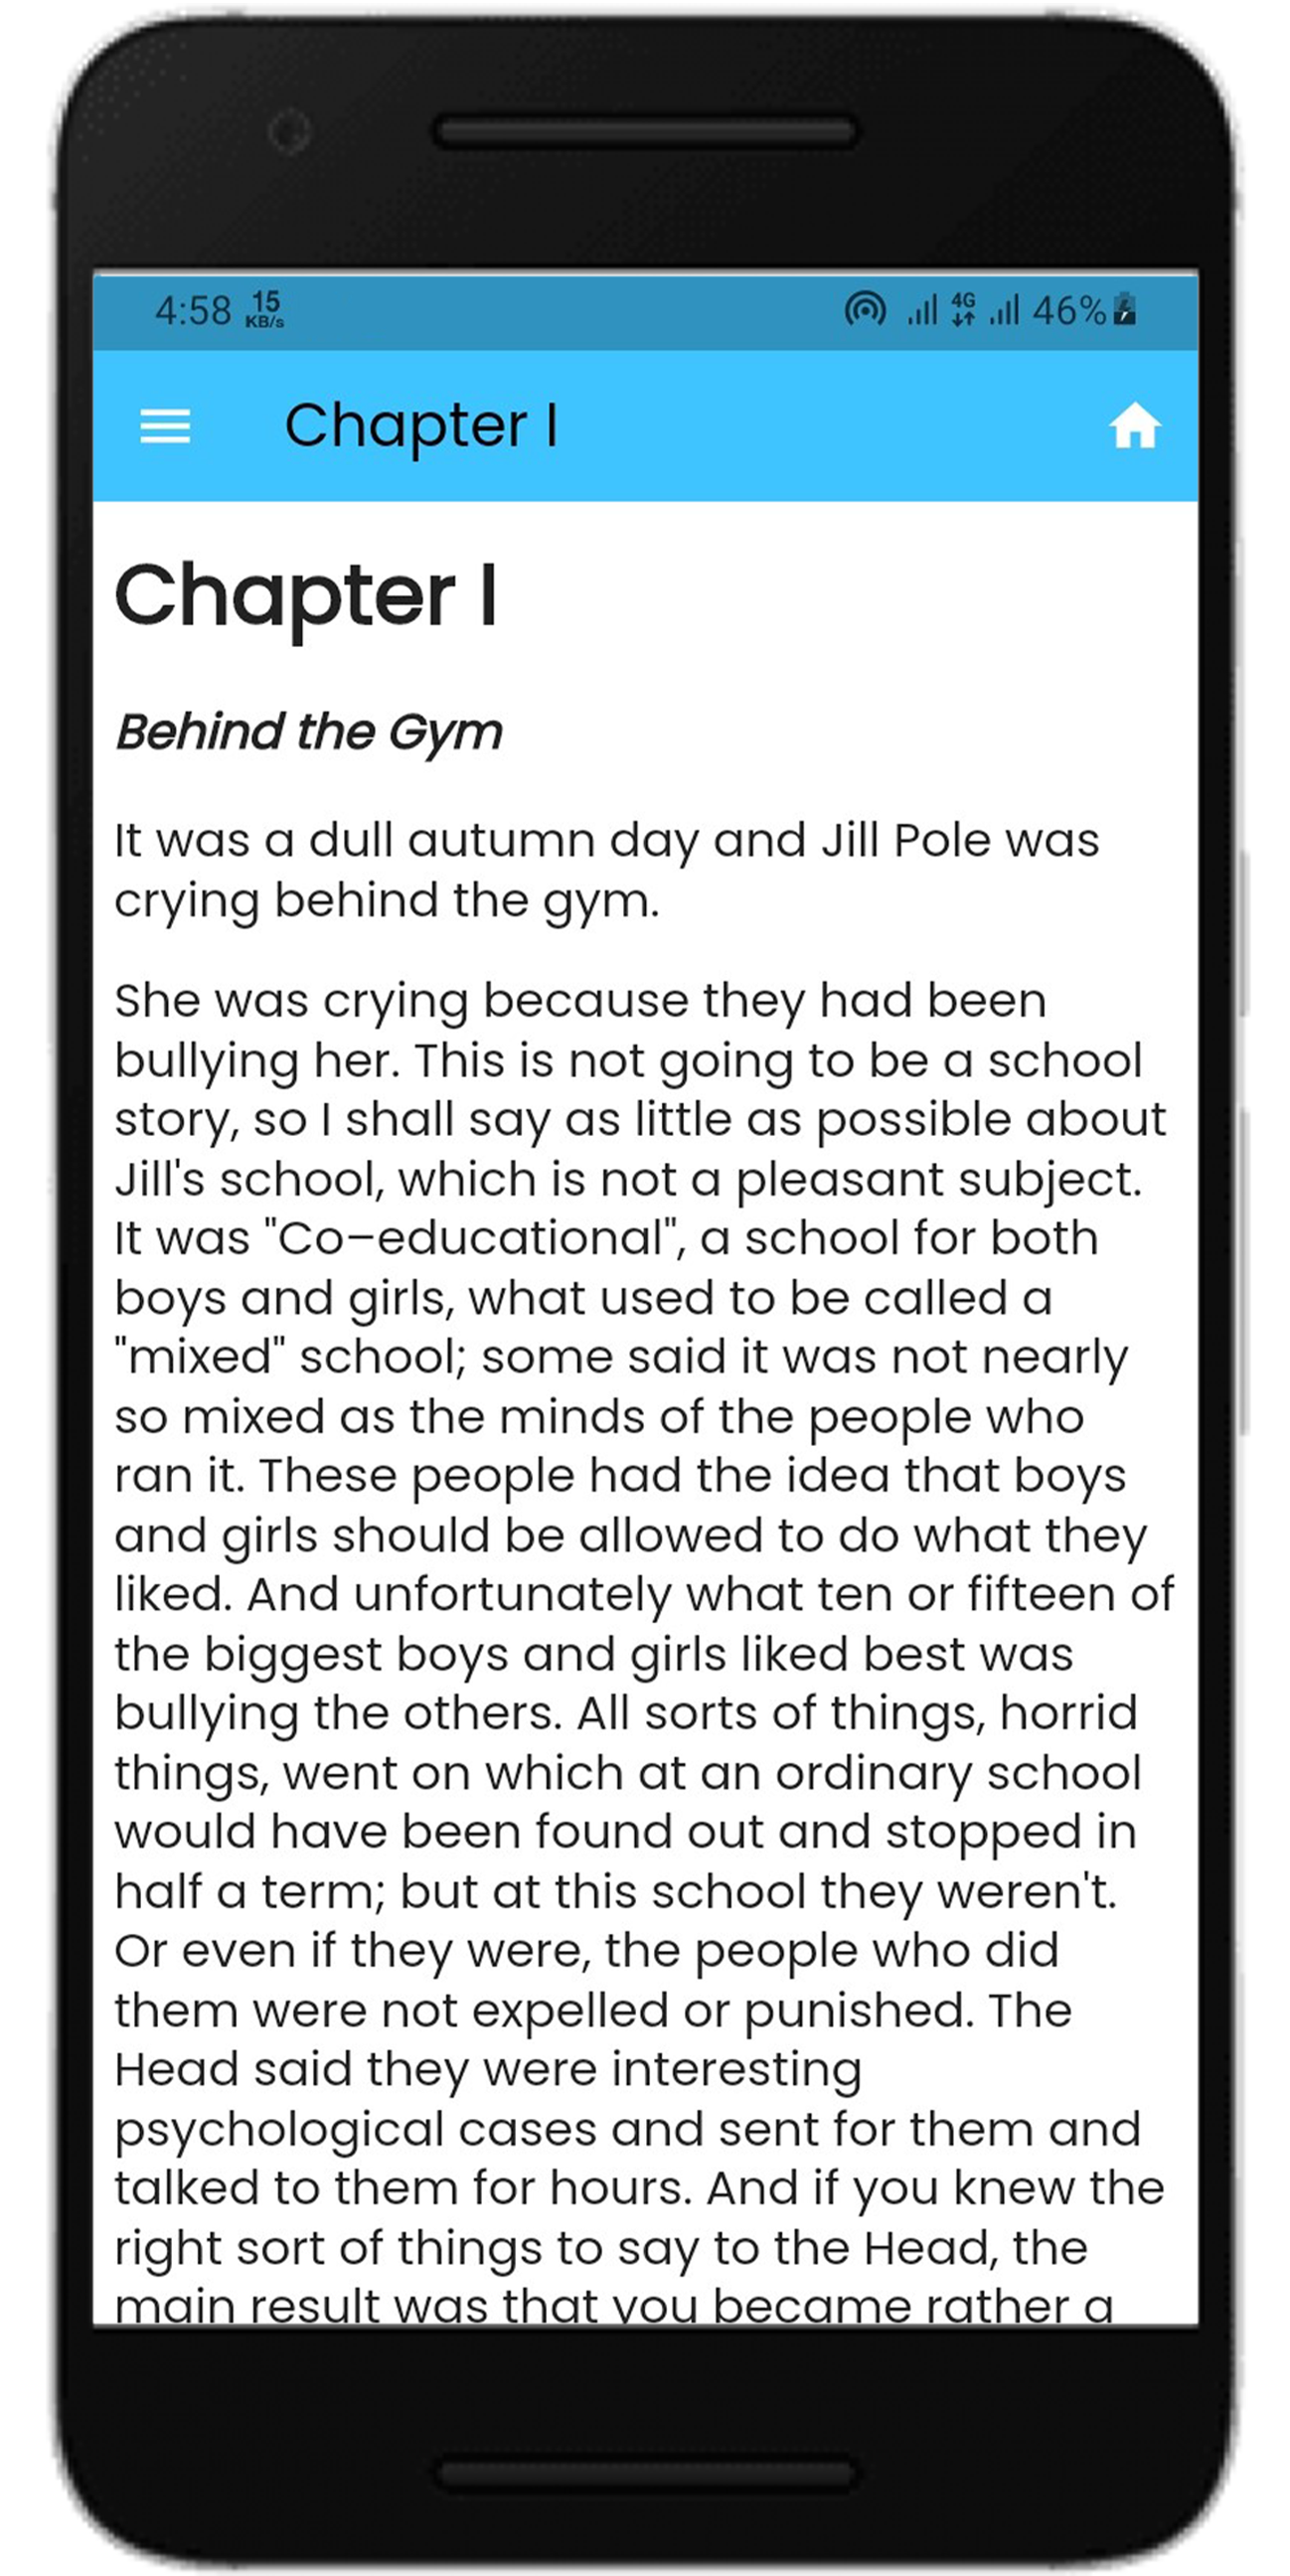 4:58 15 KB/s 4G 46%
Chapter I
Chapter I
Behind the Gym
It was a dull autumn day and Jill Pole was
crying behind the gym.
She was crying because they had been
bullying her. This is not going to be a school
story, so I shall say as little as possible about
Jill's school, which is not a pleasant subject.
It was "Co–educational", a school for both
boys and girls, what used to be called a
"mixed" school; some said it was not nearly
so mixed as the minds of the people who
ran it. These people had the idea that boys
and girls should be allowed to do what they
liked. And unfortunately what ten or fifteen of
the biggest boys and girls liked best was
bullying the others. All sorts of things, horrid
things, went on which at an ordinary school
would have been found out and stopped in
half a term; but at this school they weren't.
Or even if they were, the people who did
them were not expelled or punished. The
Head said they were interesting
psychological cases and sent for them and
talked to them for hours. And if you knew the
right sort of things to say to the Head, the
main result was that you became rather a